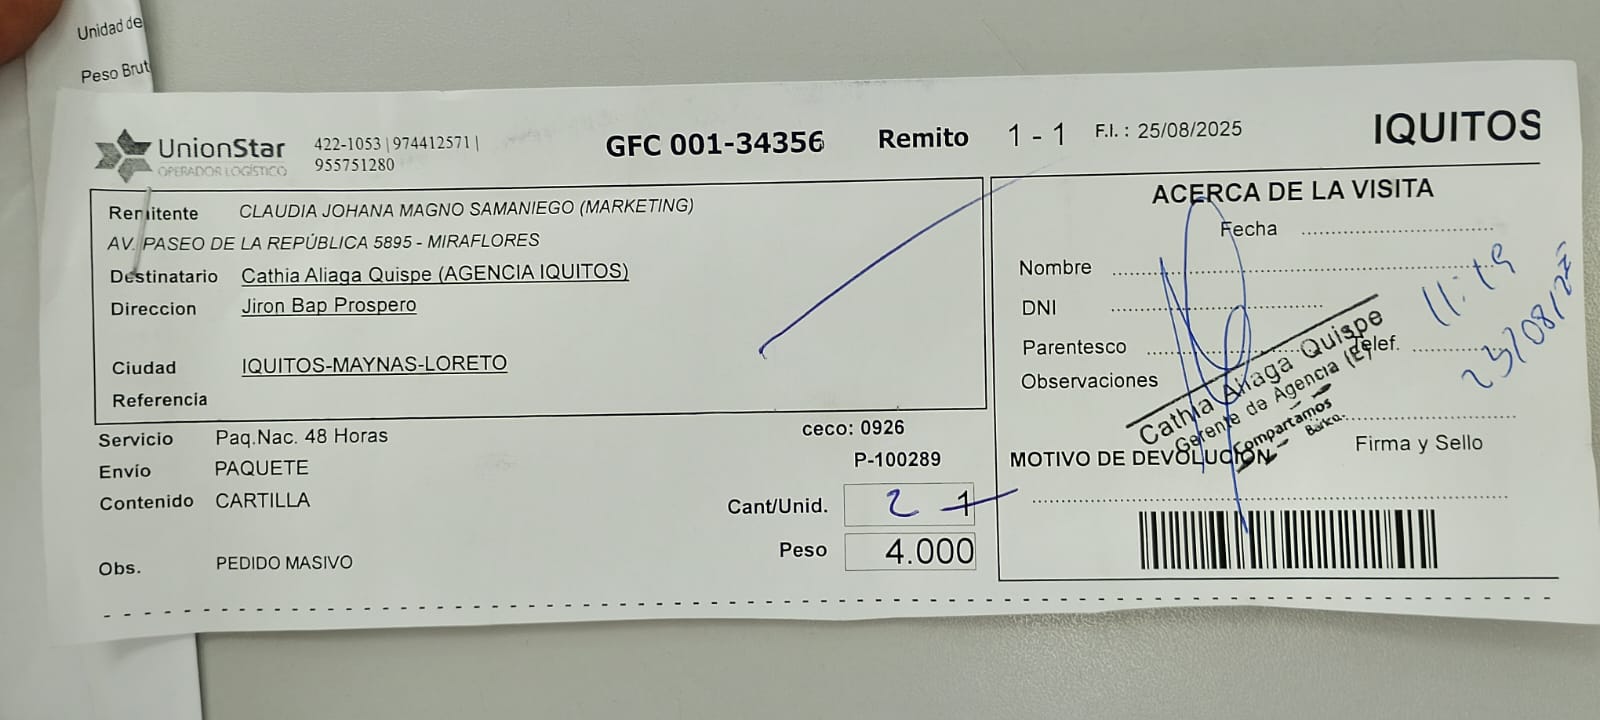 Unidad de
Peso Brut
UnionStar
OPERADOR LOGÍSTICO
422-1053 | 974412571 |
955751280
GFC 001-34356
Remito 1 - 1
F.I. : 25/08/2025
IQUITOS
Remitente CLAUDIA JOHANA MAGNO SAMANIEGO (MARKETING)
AV. PASEO DE LA REPÚBLICA 5895 - MIRAFLORES
Destinatario Cathia Aliaga Quispe (AGENCIA IQUITOS)
Direccion Jiron Bap Prospero
Ciudad IQUITOS-MAYNAS-LORETO
Referencia
Servicio Paq.Nac. 48 Horas
Envío PAQUETE
Contenido CARTILLA
Obs. PEDIDO MASIVO
ceco: 0926
P-100289
Cant/Unid. 2 1
Peso 4.000
ACERCA DE LA VISITA
Fecha
Nombre
DNI
Parentesco
Telef.
Observaciones
11:19
Cathia Aliaga Quispe
Gerente de Agencia (E)
Compartamos
Banco.
Firma y Sello
MOTIVO DE DEVOLUCIÓN